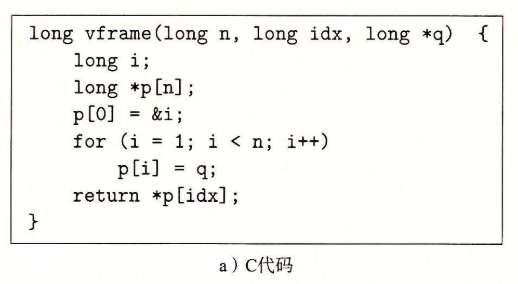 long vframe(long n, long idx, long *q)  {
    long i;
    long *p[n];
    p[0] = &i;
    for (i = 1; i < n; i++)
        p[i] = q;
    return *p[idx];
}
a）C代码